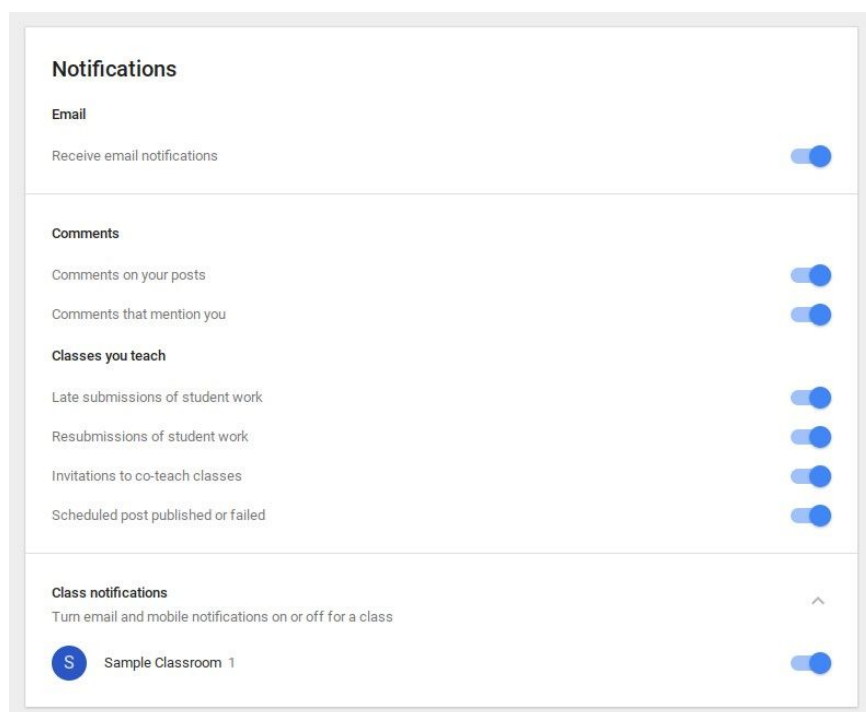 Notifications
Email
Receive email notifications
Comments
Comments on your posts
Comments that mention you
Classes you teach
Late submissions of student work
Resubmissions of student work
Invitations to co-teach classes
Scheduled post published or failed
Class notifications
Turn email and mobile notifications on or off for a class
S Sample Classroom 1